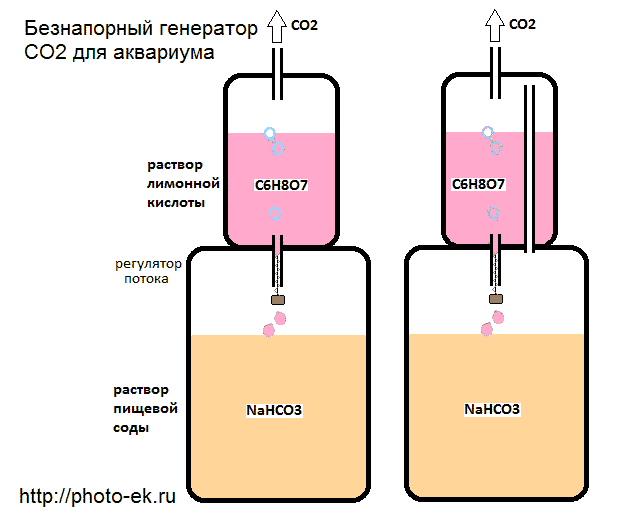 Безнапорный генератор
CO2 для аквариума
CO2
CO2
раствор
лимонной
кислоты
C6H8O7
C6H8O7
регулятор
потока
раствор
пищевой
соды
NaHCO3
NaHCO3
http://photo-ek.ru